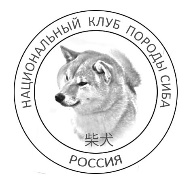 НАЦИОНАЛЬНЫЙ КЛУБ ПОРОДЫ СИБА
柴犬
РОССИЯ